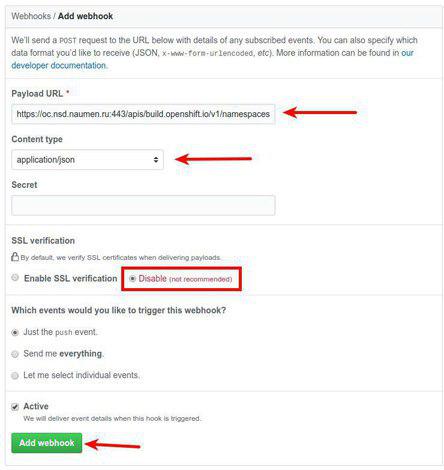 Webhooks / Add webhook
We'll send a POST request to the URL below with details of any subscribed events. You can also specify which
data format you'd like to receive (JSON, x-www-form-urlencoded, etc). More information can be found in our
developer documentation.
Payload URL *
https://oc.nsd.naumen.ru:443/apis/build.openshift.io/v1/namespaces
Content type
application/json
Secret
SSL verification
By default, we verify SSL certificates when delivering payloads.
Enable SSL verification Disable (not recommended)
Which events would you like to trigger this webhook?
Just the push event.
Send me everything.
Let me select individual events.
Active
We will deliver event details when this hook is triggered.
Add webhook